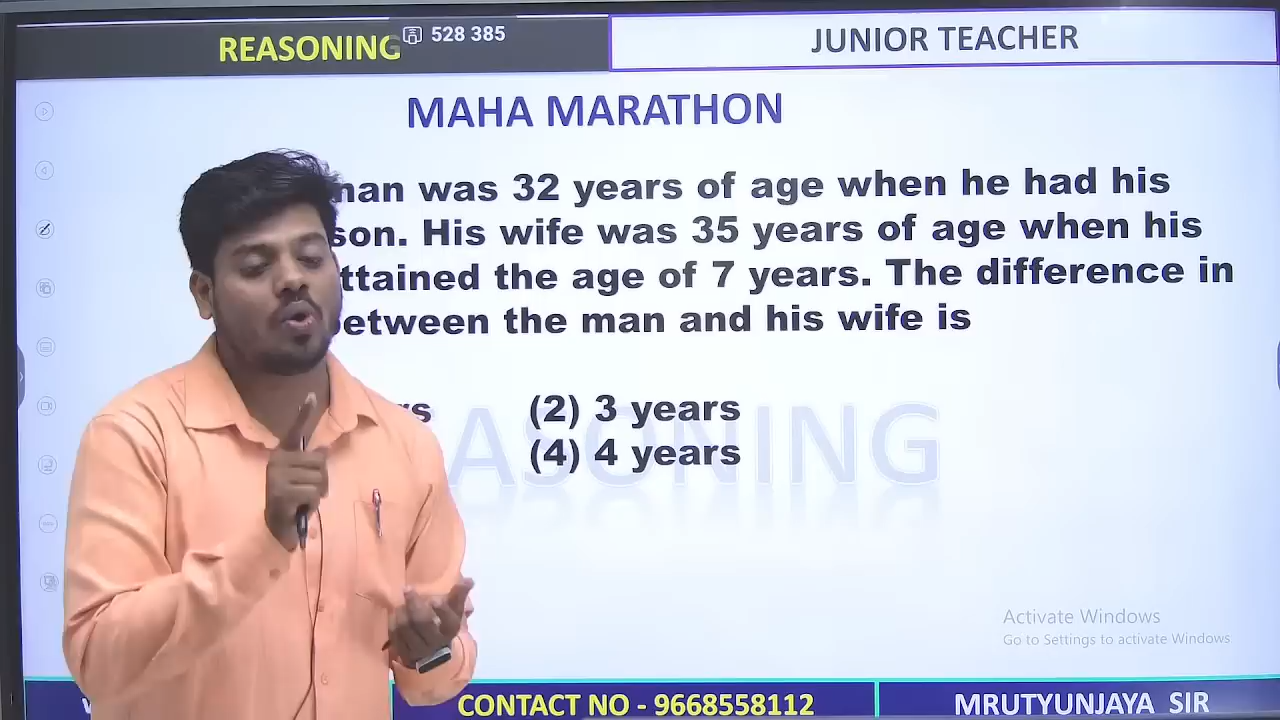 REASONING 528 385
JUNIOR TEACHER
MAHA MARATHON
was 32 years of age when he had his
son. His wife was 35 years of age when his
the age of 7 years. The difference in
the man and his wife is
(2) 3 years
(4) 4 years
REASONING
Activate Windows
Go to Settings to activate Windows
CONTACT NO - 9668558112
MRUTYUNJAYA SIR